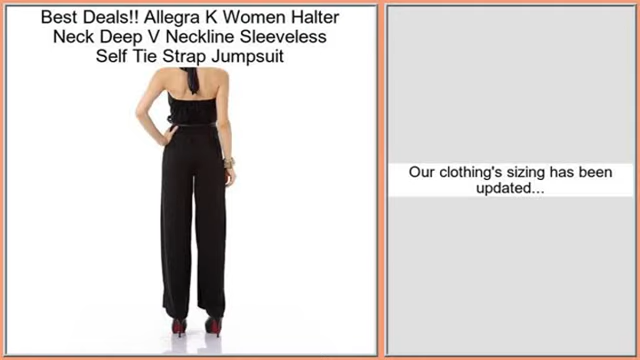 Best Deals!! Allegra K Women Halter
Neck Deep V Neckline Sleeveless
Self Tie Strap Jumpsuit
Our clothing's sizing has been
updated...